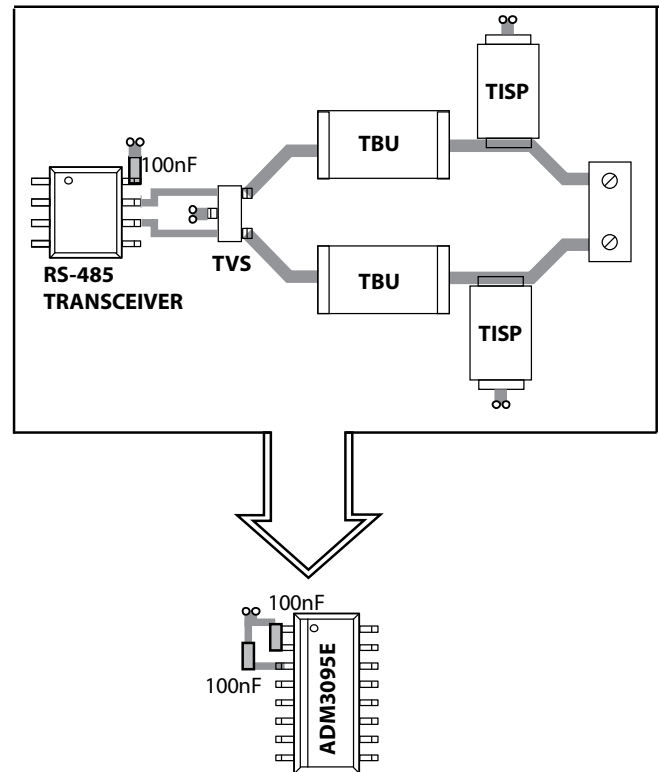 TISP
TBU
100nF
RS-485
TRANSCEIVER
TVS
TBU
TISP
100nF
100nF
ADM3095E